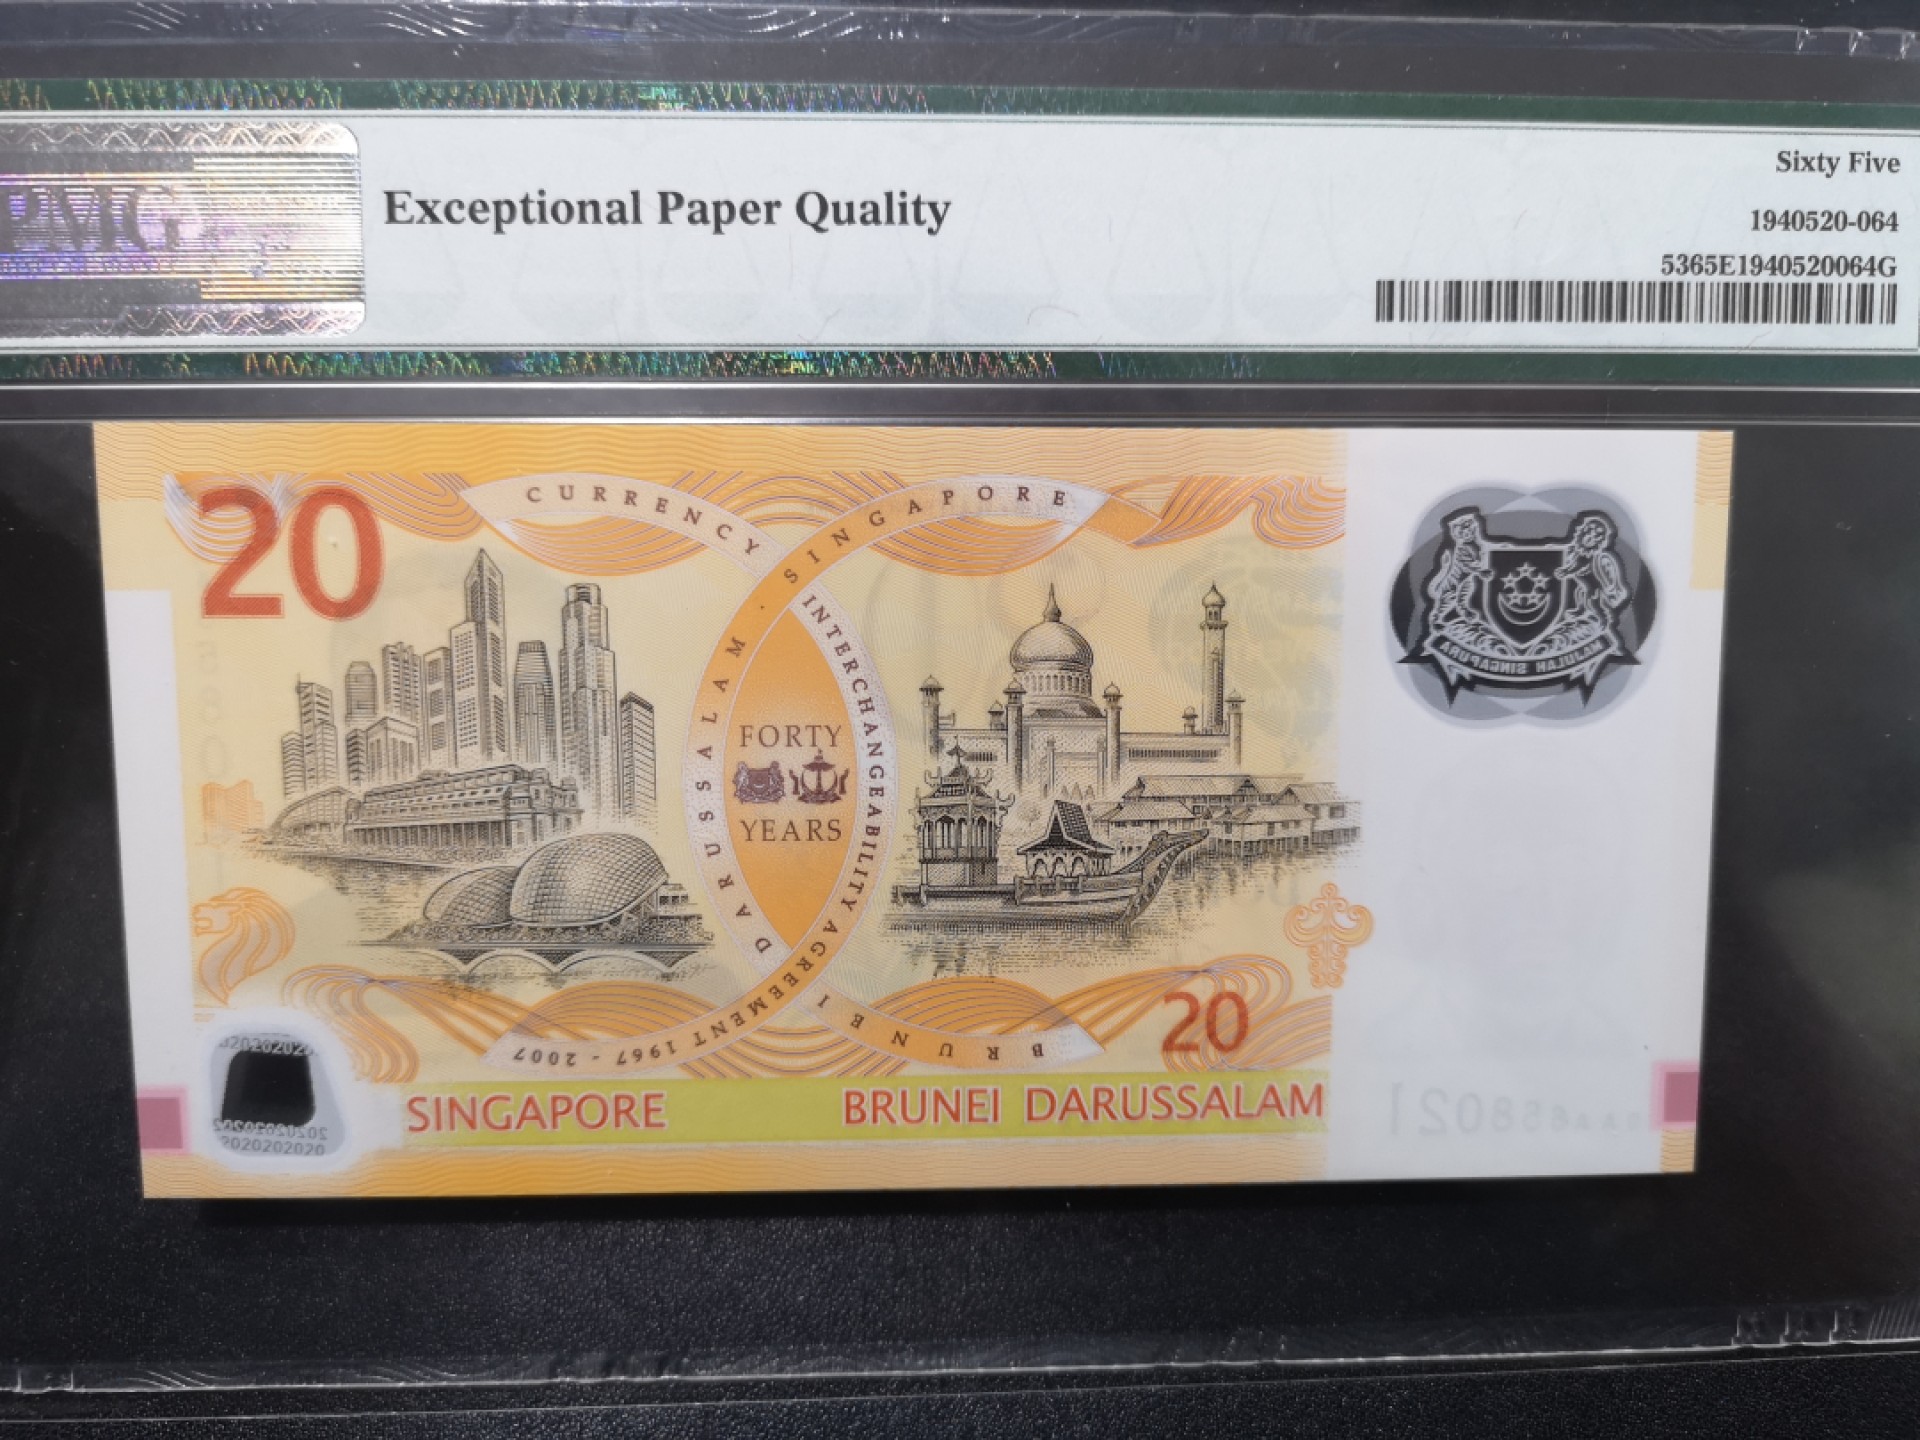 PMG
Exceptional Paper Quality
Sixty Five
1940520-064
5365E1940520064G
20
CURRENCY INTERCHANGEABILITY AGREEMENT 1967 - 2007
BRUNEI DARUSSALAM · SINGAPORE
FORTY
YEARS
MAJULAH SINGAPURA
20
SINGAPORE
BRUNEI DARUSSALAM
2020202020